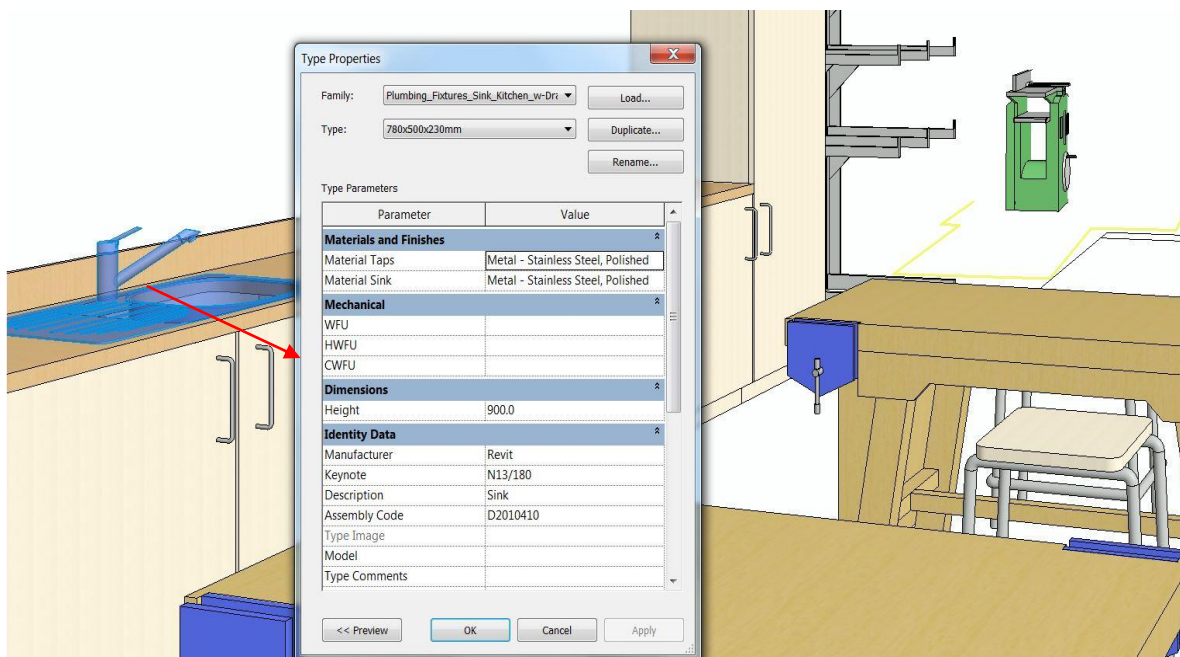 Type Properties
Family: Plumbing_Fixtures_Sink_Kitchen_w-Dra Load...
Type: 780x500x230mm Duplicate...
Rename...
Type Parameters
Parameter Value
Materials and Finishes
Material Taps Metal - Stainless Steel, Polished
Material Sink Metal - Stainless Steel, Polished
Mechanical
WFU
HWFU
CWFU
Dimensions
Height 900.0
Identity Data
Manufacturer Revit
Keynote N13/180
Description Sink
Assembly Code D2010410
Type Image
Model
Type Comments
<< Preview OK Cancel Apply